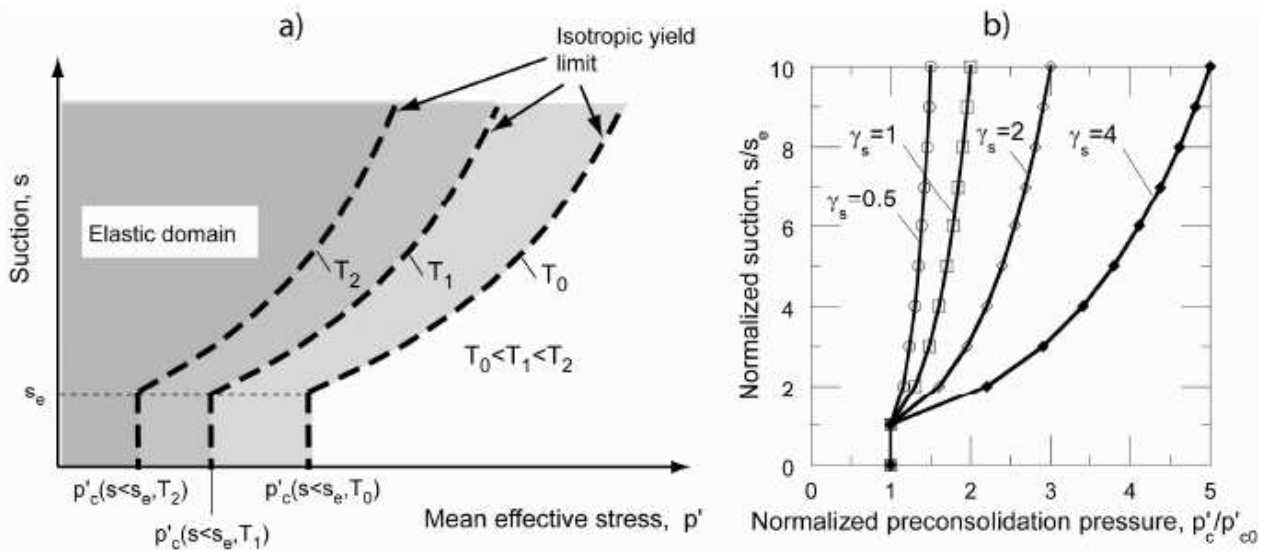 a)
Isotropic yield
limit
Suction, s
Elastic domain
T₂
T₁
T₀
T₀<T₁<T₂
sₑ
p'c(s<sₑ,T₂)
p'c(s<sₑ,T₀)
p'c(s<sₑ,T₁)
Mean effective stress, p'
b)
Normalized suction, s/sₑ
10
8
6
4
2
0
γₛ=1
γₛ=2
γₛ=4
γₛ=0.5
0 1 2 3 4 5
Normalized preconsolidation pressure, p'c/p'c0